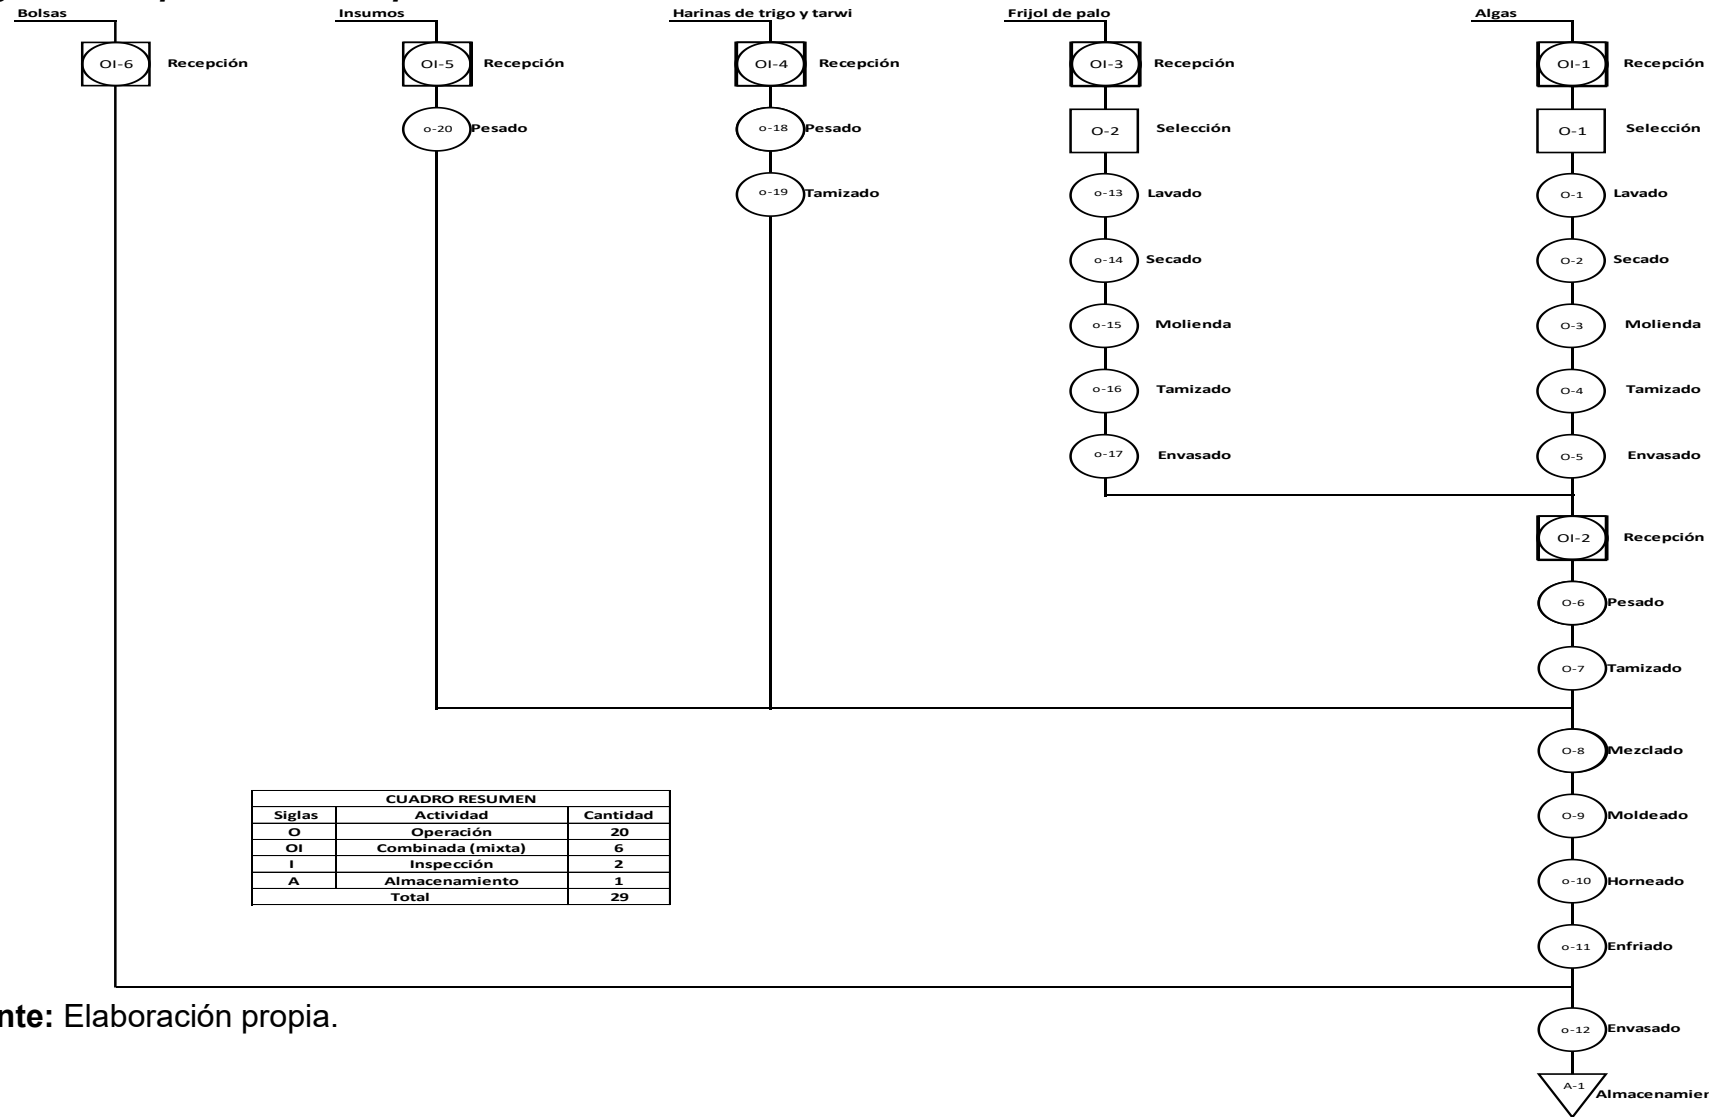 Bolsas
Insumos
Harinas de trigo y tarwi
Frijol de palo
Algas
OI-6 Recepción
OI-5 Recepción
OI-4 Recepción
OI-3 Recepción
OI-1 Recepción
o-20 Pesado
o-18 Pesado
O-2 Selección
O-1 Selección
o-19 Tamizado
o-13 Lavado
O-1 Lavado
o-14 Secado
O-2 Secado
o-15 Molienda
O-3 Molienda
o-16 Tamizado
O-4 Tamizado
o-17 Envasado
O-5 Envasado
OI-2 Recepción
O-6 Pesado
O-7 Tamizado
O-8 Mezclado
O-9 Moldeado
o-10 Horneado
o-11 Enfriado
o-12 Envasado
A-1 Almacenamien
CUADRO RESUMEN
Siglas Actividad Cantidad
O Operación 20
OI Combinada (mixta) 6
I Inspección 2
A Almacenamiento 1
Total 29
nte: Elaboración propia.